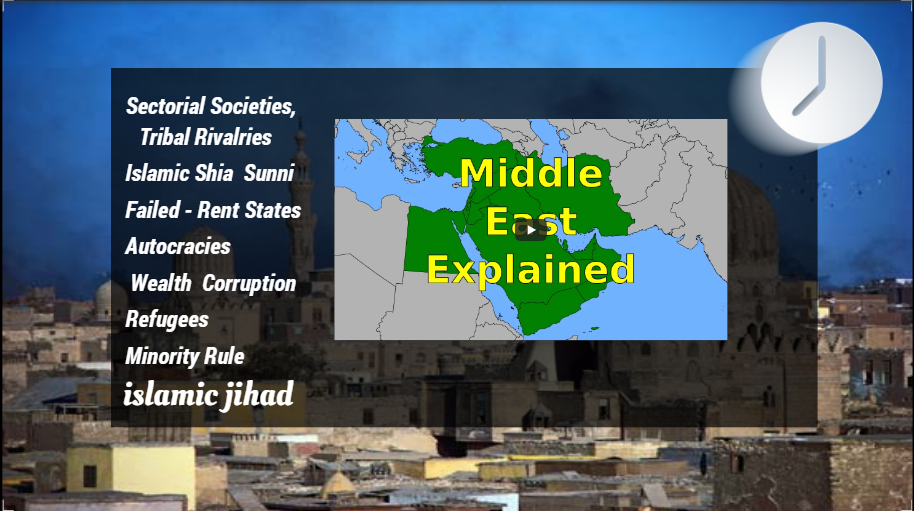 Sectorial Societies,
Tribal Rivalries
Islamic Shia Sunni
Failed - Rent States
Autocracies
Wealth Corruption
Refugees
Minority Rule
islamic jihad
Middle
East
Explained